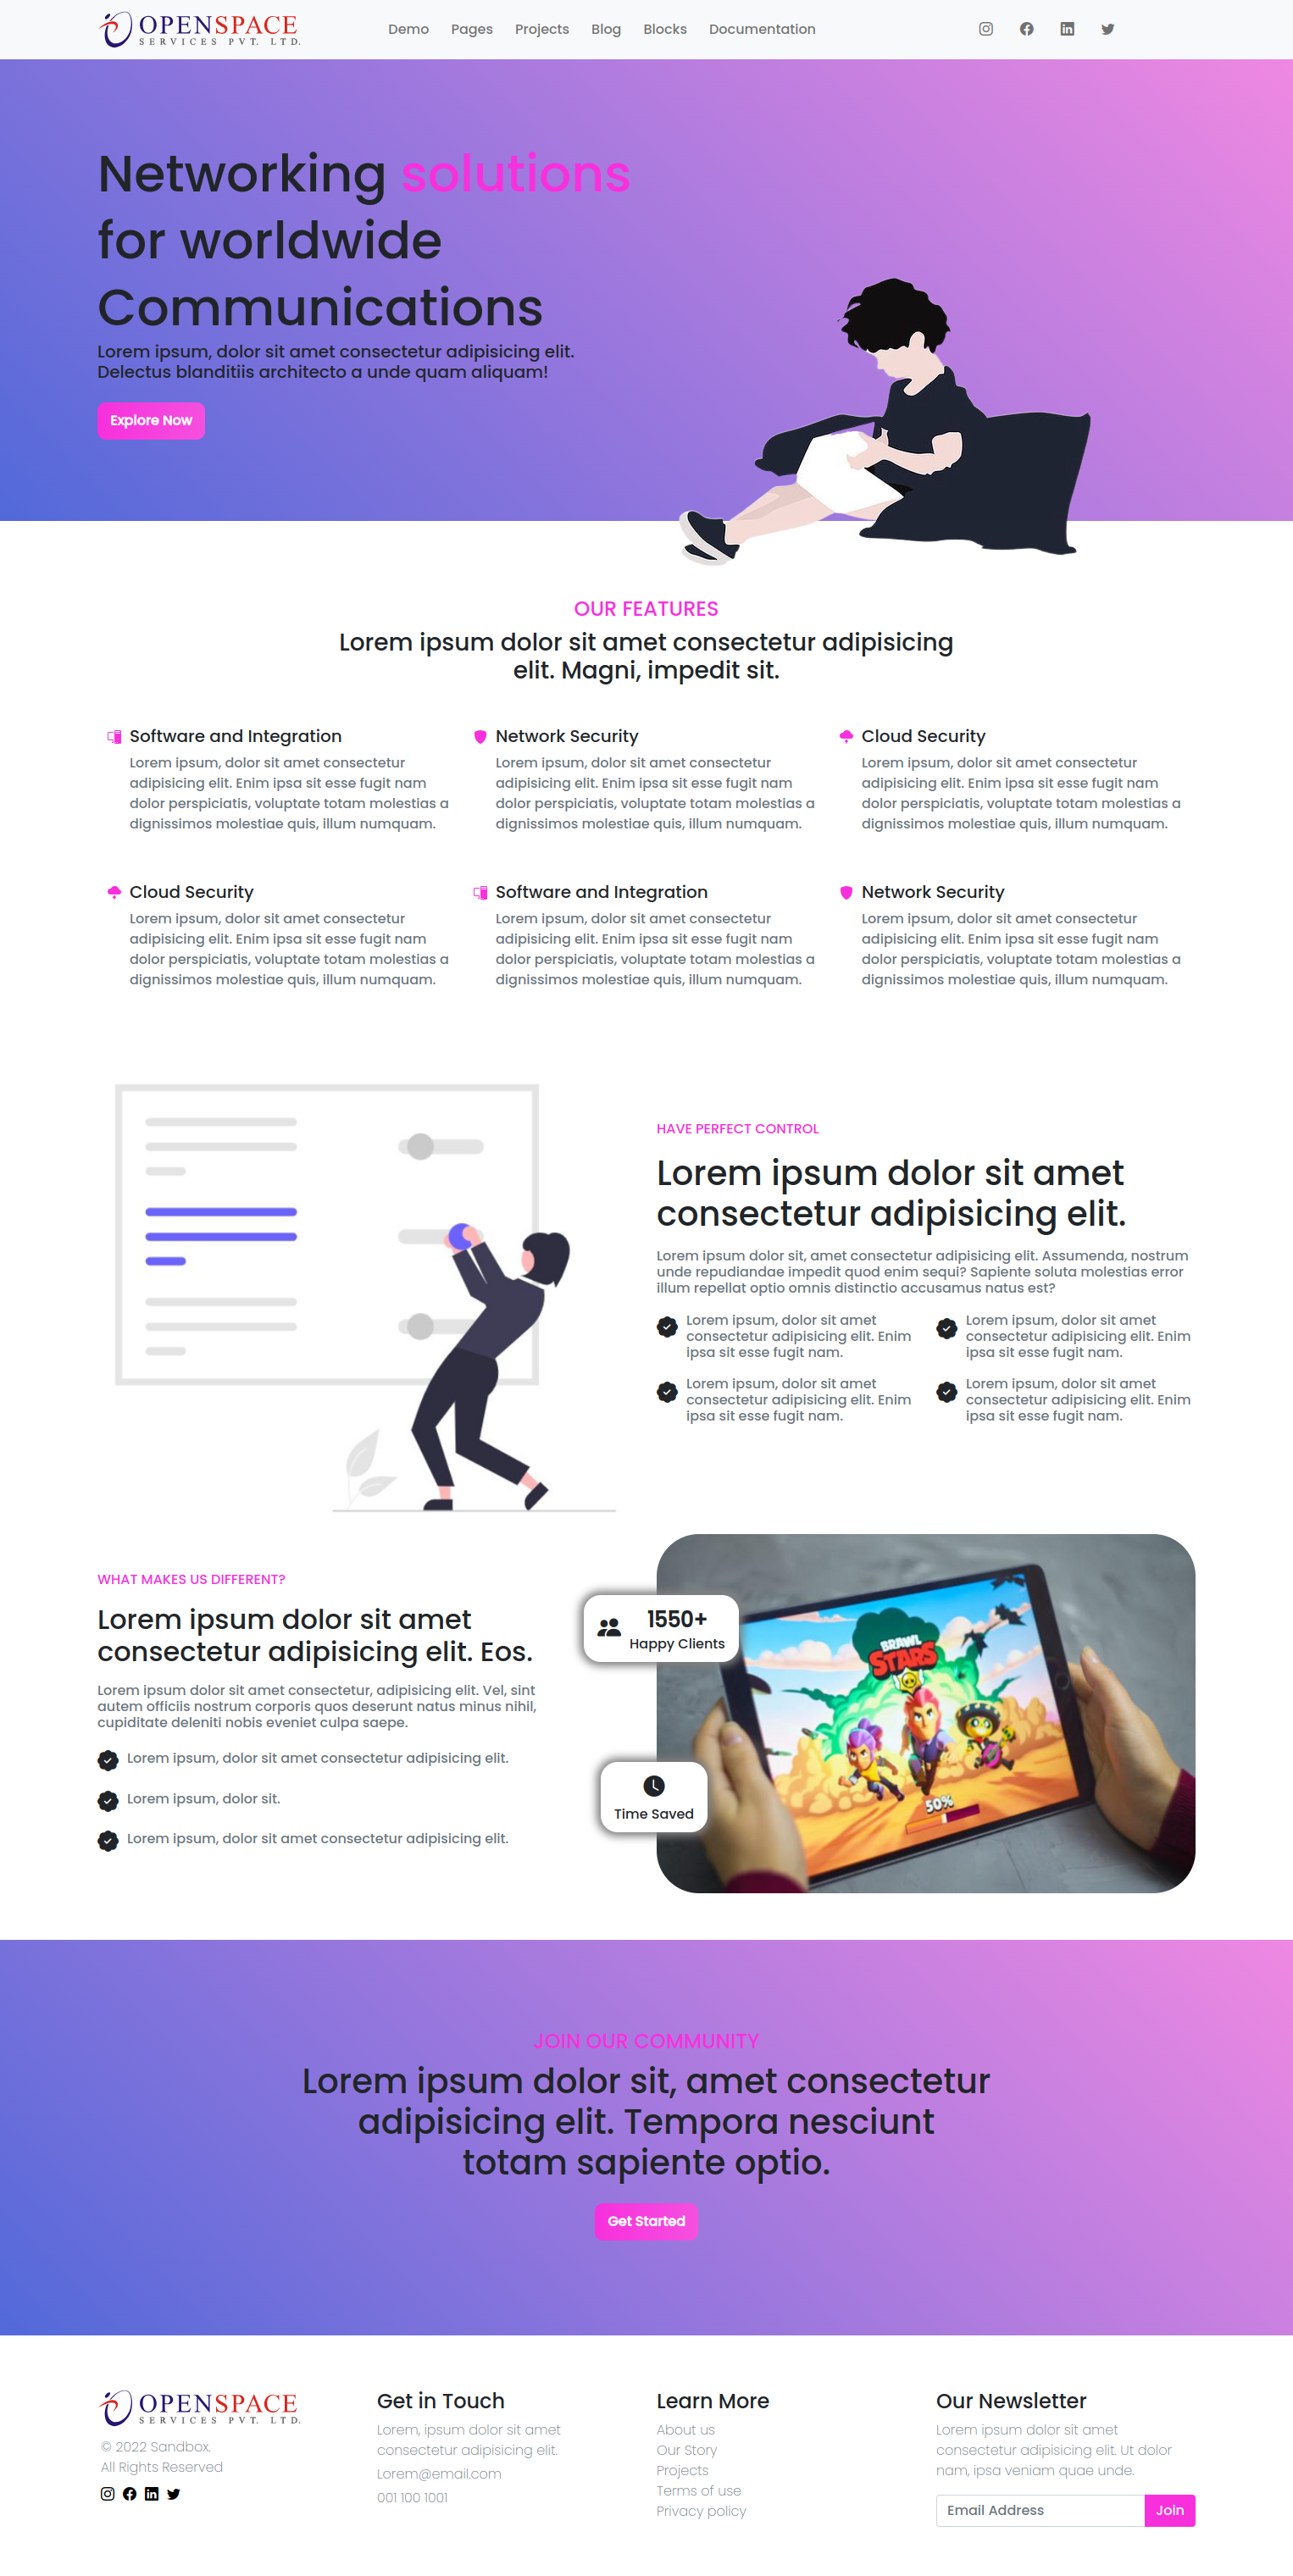 OPENSPACE
SERVICES PVT. LTD.
Demo Pages Projects Blog Blocks Documentation
Networking solutions
for worldwide
Communications
Lorem ipsum, dolor sit amet consectetur adipisicing elit.
Delectus blanditiis architecto a unde quam aliquam!
Explore Now
OUR FEATURES
Lorem ipsum dolor sit amet consectetur adipisicing
elit. Magni, impedit sit.
Software and Integration
Lorem ipsum, dolor sit amet consectetur
adipisicing elit. Enim ipsa sit esse fugit nam
dolor perspiciatis, voluptate totam molestias a
dignissimos molestiae quis, illum numquam.
Network Security
Lorem ipsum, dolor sit amet consectetur
adipisicing elit. Enim ipsa sit esse fugit nam
dolor perspiciatis, voluptate totam molestias a
dignissimos molestiae quis, illum numquam.
Cloud Security
Lorem ipsum, dolor sit amet consectetur
adipisicing elit. Enim ipsa sit esse fugit nam
dolor perspiciatis, voluptate totam molestias a
dignissimos molestiae quis, illum numquam.
Cloud Security
Lorem ipsum, dolor sit amet consectetur
adipisicing elit. Enim ipsa sit esse fugit nam
dolor perspiciatis, voluptate totam molestias a
dignissimos molestiae quis, illum numquam.
Software and Integration
Lorem ipsum, dolor sit amet consectetur
adipisicing elit. Enim ipsa sit esse fugit nam
dolor perspiciatis, voluptate totam molestias a
dignissimos molestiae quis, illum numquam.
Network Security
Lorem ipsum, dolor sit amet consectetur
adipisicing elit. Enim ipsa sit esse fugit nam
dolor perspiciatis, voluptate totam molestias a
dignissimos molestiae quis, illum numquam.
HAVE PERFECT CONTROL
Lorem ipsum dolor sit amet
consectetur adipisicing elit.
Lorem ipsum dolor sit, amet consectetur adipisicing elit. Assumenda, nostrum
unde repudiandae impedit quod enim sequi? Sapiente soluta molestias error
illum repellat optio omnis distinctio accusamus natus est?
Lorem ipsum, dolor sit amet
consectetur adipisicing elit. Enim
ipsa sit esse fugit nam.
Lorem ipsum, dolor sit amet
consectetur adipisicing elit. Enim
ipsa sit esse fugit nam.
Lorem ipsum, dolor sit amet
consectetur adipisicing elit. Enim
ipsa sit esse fugit nam.
Lorem ipsum, dolor sit amet
consectetur adipisicing elit. Enim
ipsa sit esse fugit nam.
WHAT MAKES US DIFFERENT?
Lorem ipsum dolor sit amet
consectetur adipisicing elit. Eos.
Lorem ipsum dolor sit amet consectetur, adipisicing elit. Vel, sint
autem officiis nostrum corporis quos deserunt natus minus nihil,
cupiditate deleniti nobis eveniet culpa saepe.
Lorem ipsum, dolor sit amet consectetur adipisicing elit.
Lorem ipsum, dolor sit.
Lorem ipsum, dolor sit amet consectetur adipisicing elit.
1550+
Happy Clients
Time Saved
BRAWL
STARS
50%
JOIN OUR COMMUNITY
Lorem ipsum dolor sit, amet consectetur
adipisicing elit. Tempora nesciunt
totam sapiente optio.
Get Started
OPENSPACE
SERVICES PVT. LTD.
© 2022 Sandbox.
All Rights Reserved
Get in Touch
Lorem, ipsum dolor sit amet
consectetur adipisicing elit.
Lorem@email.com
001 100 1001
Learn More
About us
Our Story
Projects
Terms of use
Privacy policy
Our Newsletter
Lorem ipsum dolor sit amet
consectetur adipisicing elit. Ut dolor
nam, ipsa veniam quae unde.
Email Address
Join